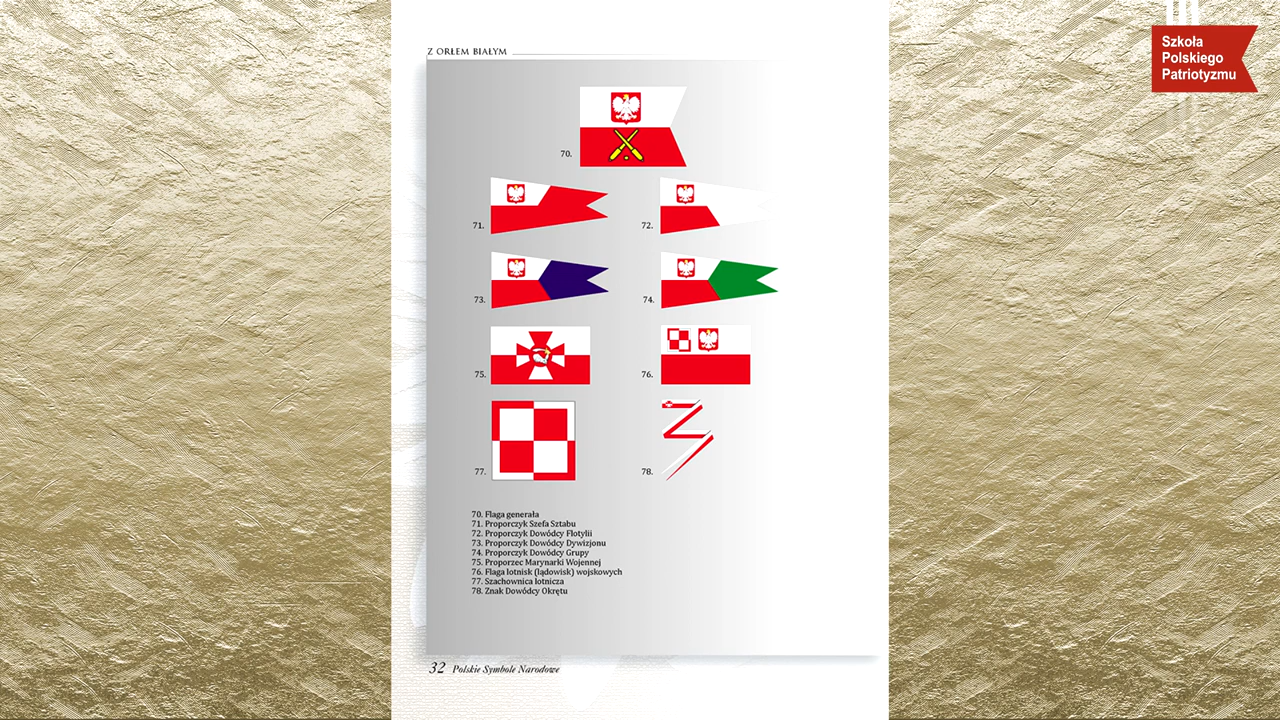 Szkoła
Polskiego
Patriotyzmu
Z ORŁEM BIAŁYM
70.
71.
72.
73.
74.
75.
76.
77.
78.
70. Flaga generała
71. Proporczyk Szefa Sztabu
72. Proporczyk Dowódcy Flotylii
73. Proporczyk Dowódcy Dywizjonu
74. Proporczyk Dowódcy Grupy
75. Proporzec Marynarki Wojennej
76. Flaga lotnisk (lądowisk) wojskowych
77. Szachownica lotnicza
78. Znak Dowódcy Okrętu
32 Polskie Symbole Narodowe